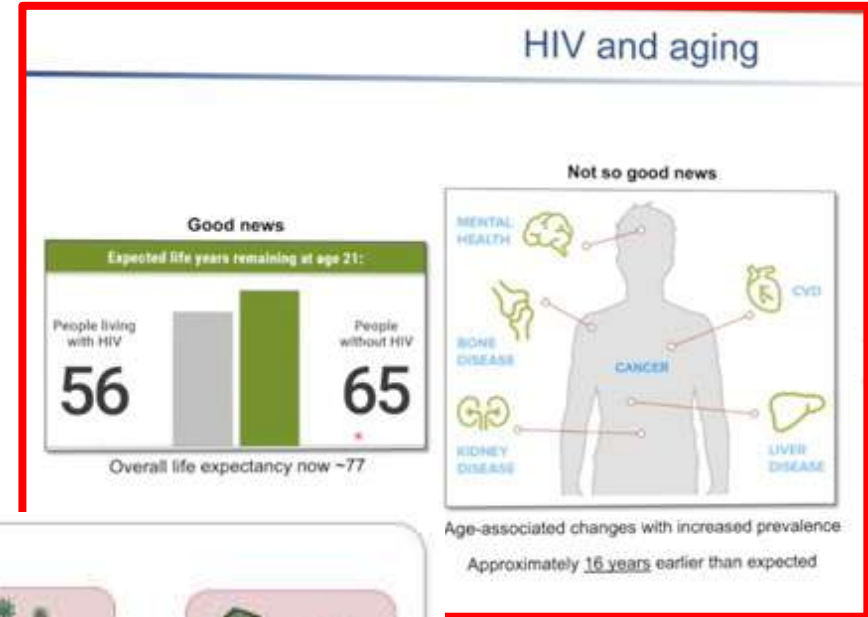 HIV and aging
Good news
Expected life years remaining at age 21:
People living
with HIV
56
People
without HIV
65
Overall life expectancy now ~77
Not so good news
MENTAL
HEALTH
CVD
BONE
DISEASE
CANCER
KIDNEY
DISEASE
LIVER
DISEASE
Age-associated changes with increased prevalence
Approximately 16 years earlier than expected